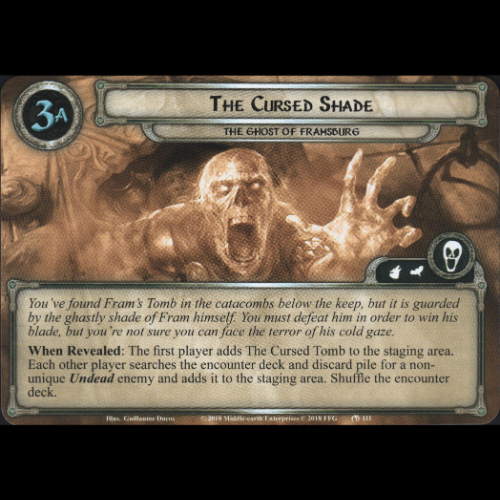 3A
THE CURSED SHADE
THE GHOST OF FRAMSBURG
You've found Fram's Tomb in the catacombs below the keep, but it is guarded
by the ghastly shade of Fram himself. You must defeat him in order to win his
blade, but you're not sure you can face the terror of his cold gaze.
When Revealed: The first player adds The Cursed Tomb to the staging area.
Each other player searches the encounter deck and discard pile for a non-
unique Undead enemy and adds it to the staging area. Shuffle the encounter
deck.
Illus. Guillaume Ducos © 2018 Middle-earth Enterprises © 2018 FFG 111